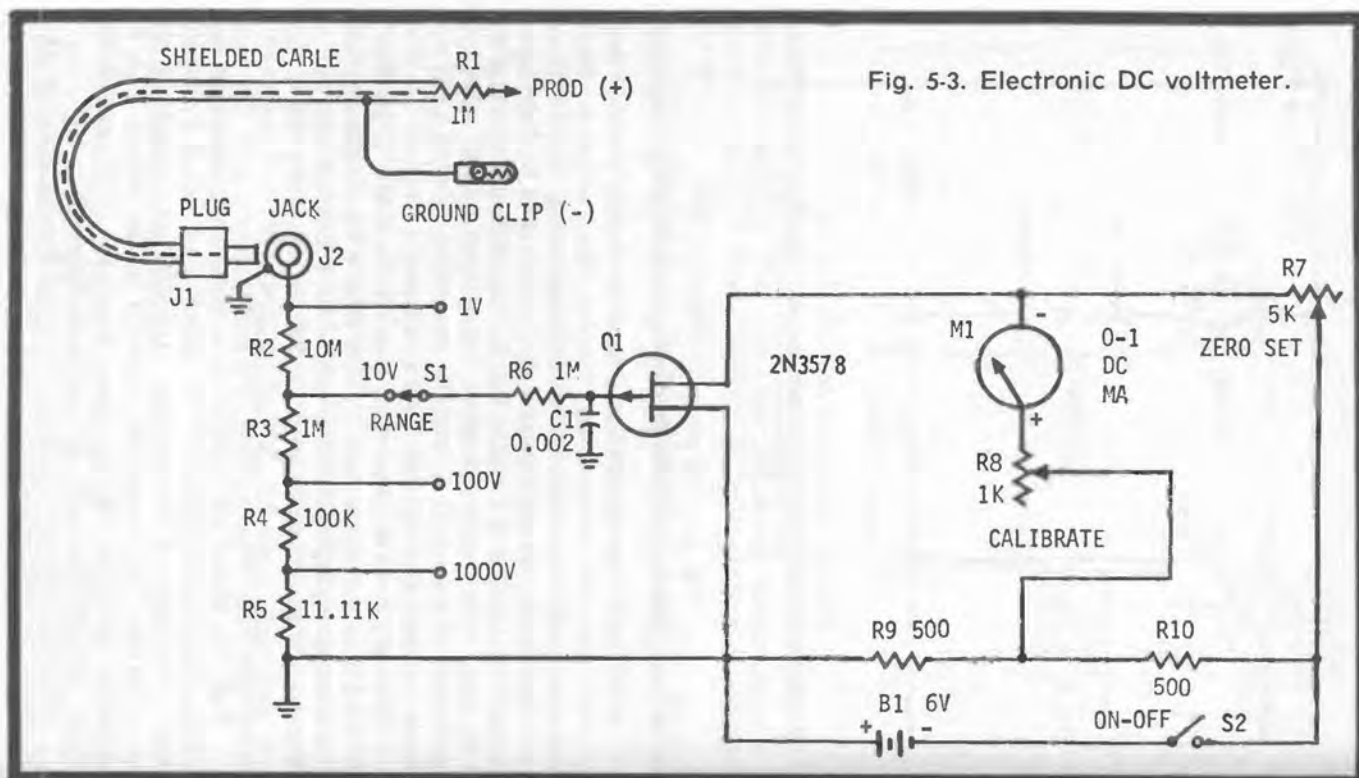 SHIELDED CABLE
R1
1M
PROD (+)
Fig. 5-3. Electronic DC voltmeter.
GROUND CLIP (-)
PLUG
JACK
J1
J2
1V
R2 10M
10V S1
RANGE
R3 1M
100V
R4 100K
1000V
R5 11.11K
R6 1M
C1
0.002
Q1
2N3578
M1
-
+
0-1
DC
MA
R7
5K
ZERO SET
R8
1K
CALIBRATE
R9 500
R10
500
B1 6V
+ -
ON-OFF S2